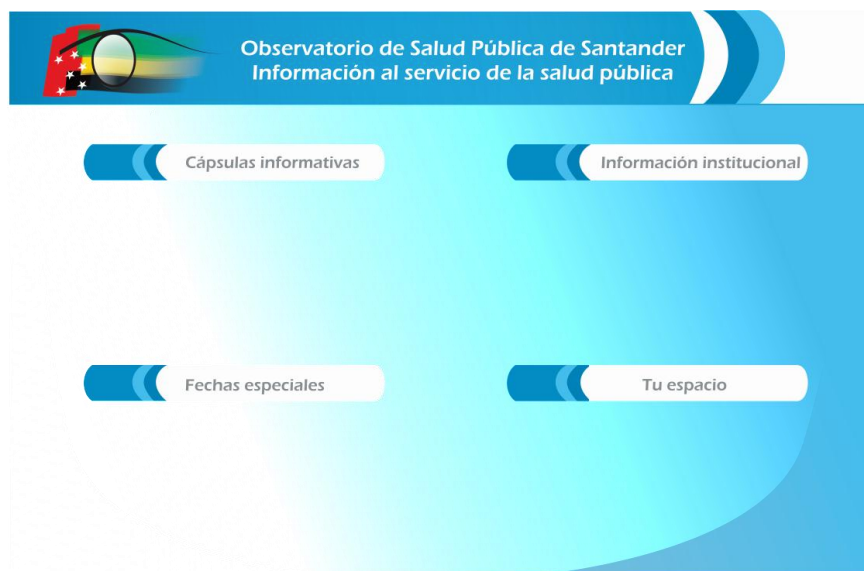 Observatorio de Salud Pública de Santander
Información al servicio de la salud pública
Cápsulas informativas
Información institucional
Fechas especiales
Tu espacio